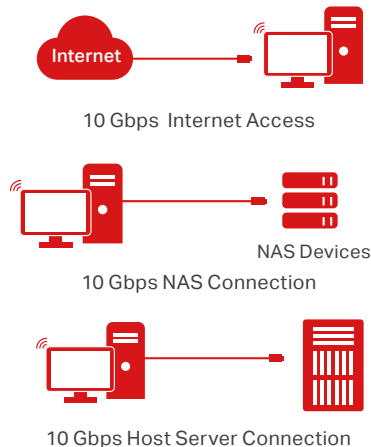 Internet
10 Gbps Internet Access
NAS Devices
10 Gbps NAS Connection
10 Gbps Host Server Connection